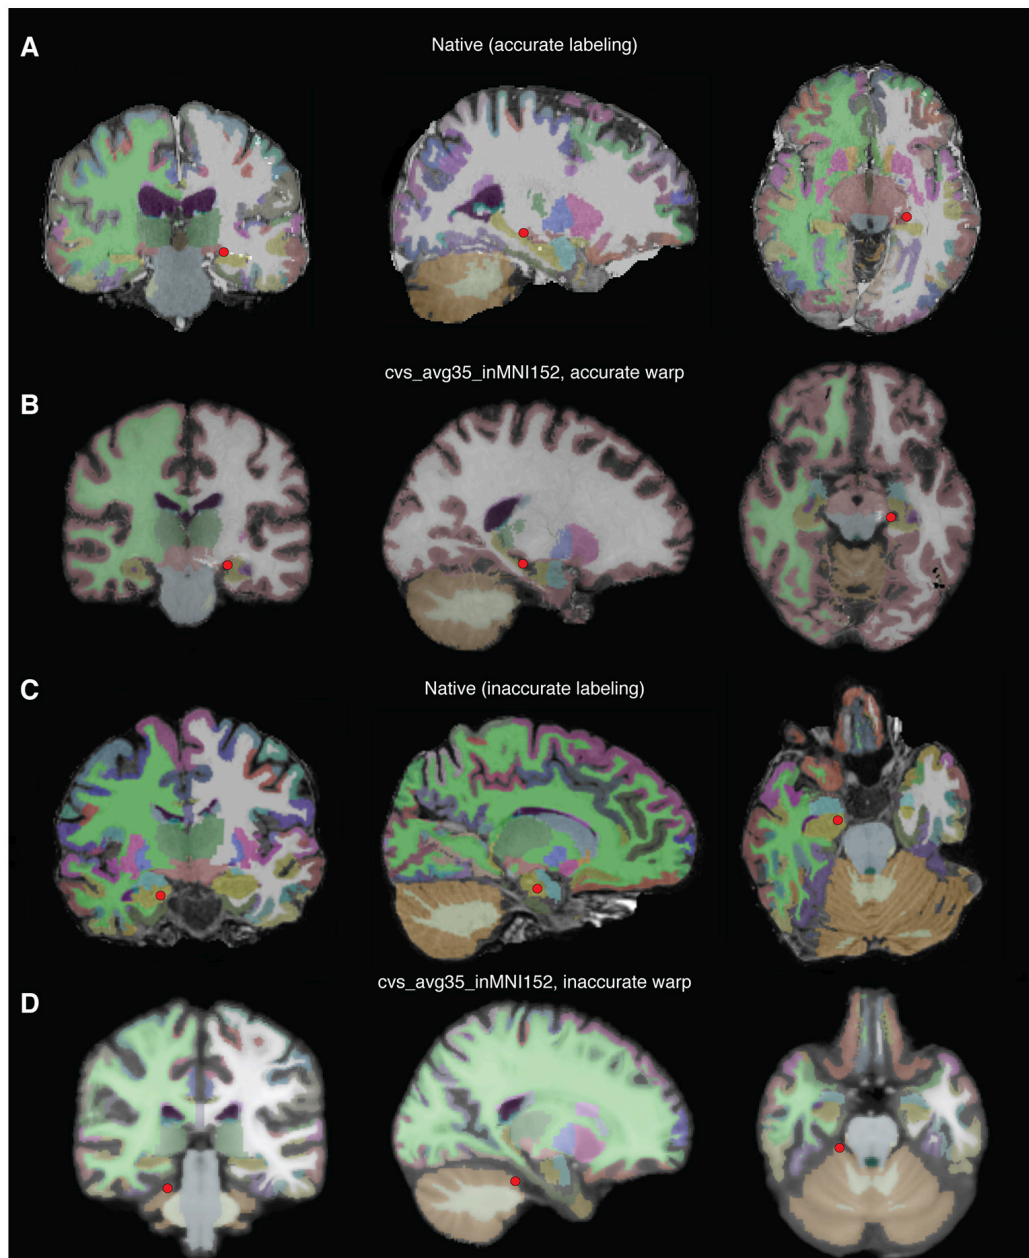 A
Native (accurate labeling)
cvs_avg35_inMNI152, accurate warp
B
C
Native (inaccurate labeling)
cvs_avg35_inMNI152, inaccurate warp
D